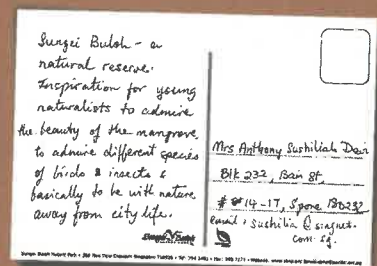 Sungei Buloh - a
natural reserve.
Inspiration for young
naturalists to admire
the beauty of the mangrove,
to admire different species
of birds & insects &
basically to be with nature,
away from city life.
Mrs Anthony Sushiliah Devi
Blk 232, Bain St,
#14-17, S'pore 180232
email: sushilia @ singnet.
com. sg.